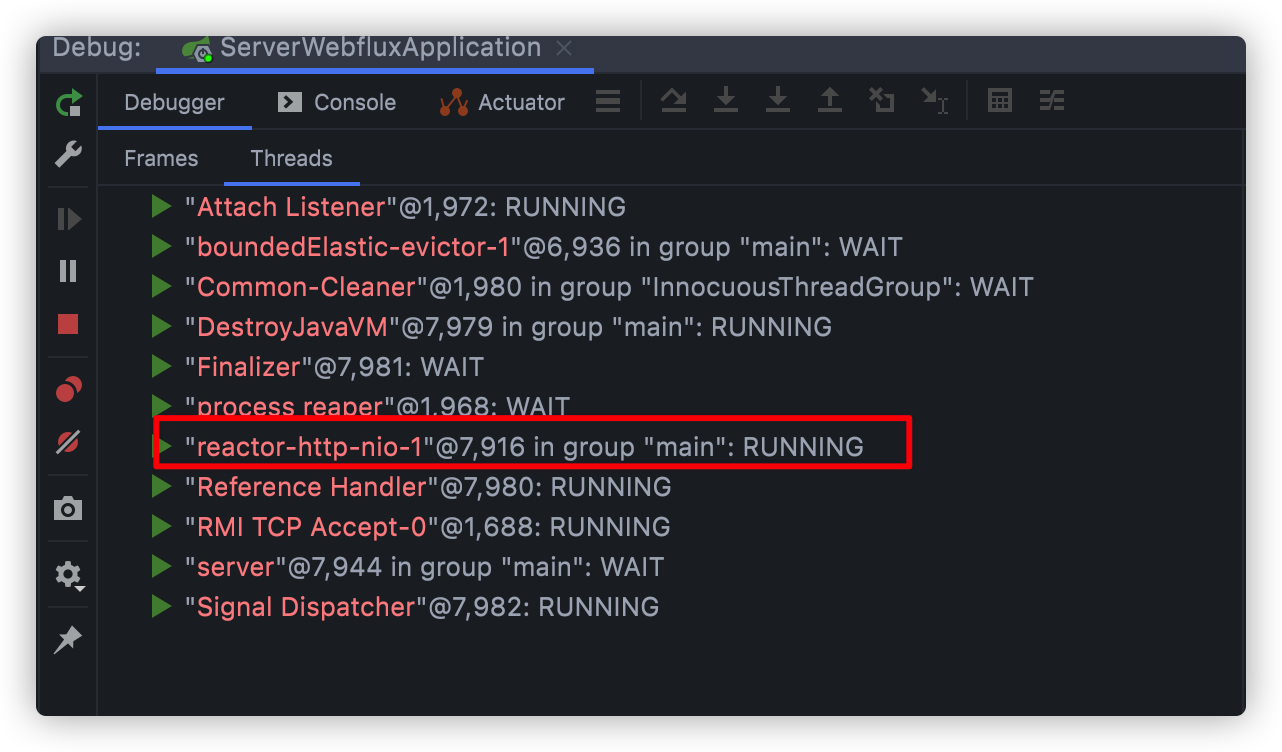 Debug: ServerWebfluxApplication
Debugger Console Actuator
Frames Threads
"Attach Listener"@1,972: RUNNING
"boundedElastic-evictor-1"@6,936 in group "main": WAIT
"Common-Cleaner"@1,980 in group "InnocuousThreadGroup": WAIT
"DestroyJavaVM"@7,979 in group "main": RUNNING
"Finalizer"@7,981: WAIT
"process reaper"@1,968: WAIT
"reactor-http-nio-1"@7,916 in group "main": RUNNING
"Reference Handler"@7,980: RUNNING
"RMI TCP Accept-0"@1,688: RUNNING
"server"@7,944 in group "main": WAIT
"Signal Dispatcher"@7,982: RUNNING